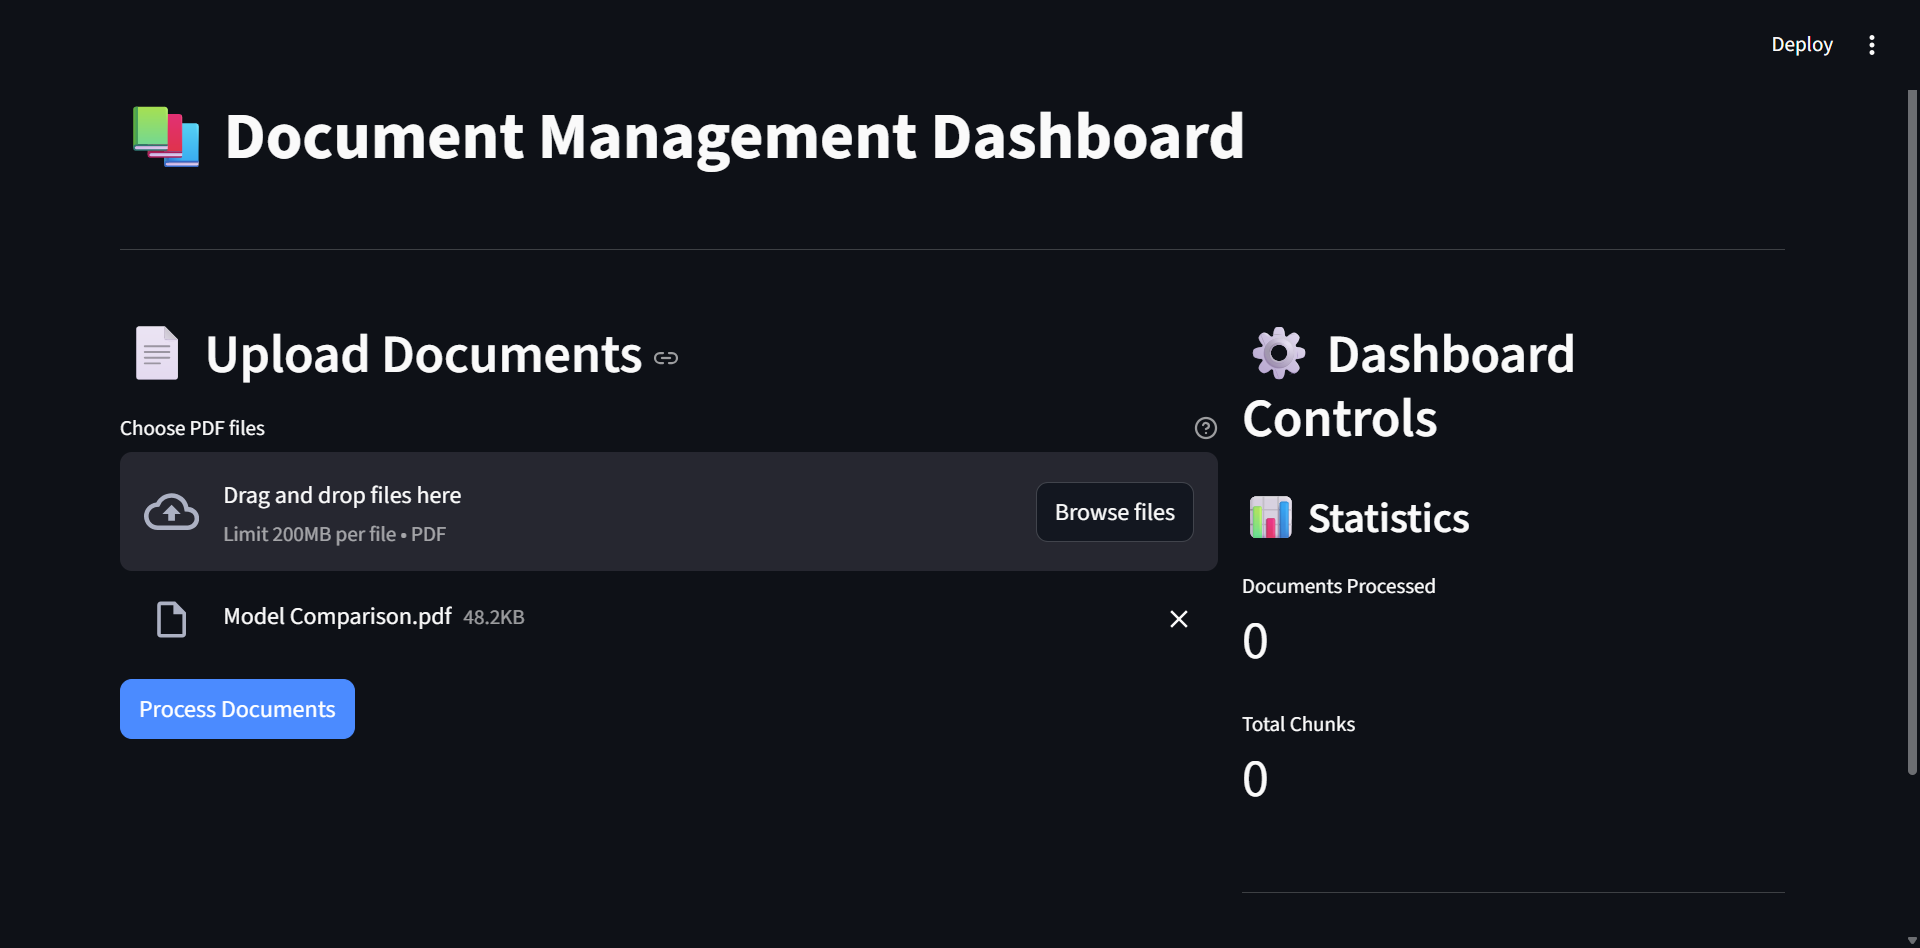 Deploy
Document Management Dashboard
Upload Documents
Choose PDF files
Drag and drop files here
Limit 200MB per file • PDF
Browse files
Model Comparison.pdf 48.2KB
Process Documents
Dashboard
Controls
Statistics
Documents Processed
0
Total Chunks
0